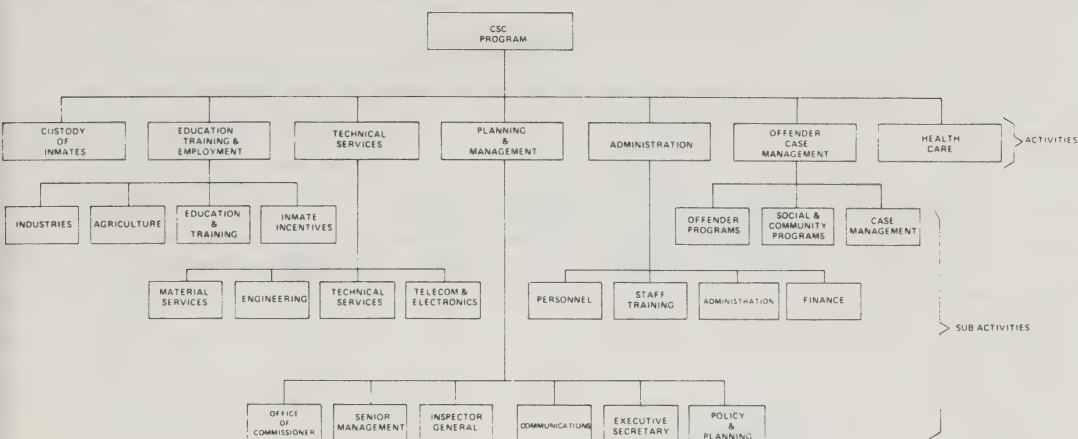 CSC
PROGRAM
CUSTODY
OF
INMATES
EDUCATION
TRAINING &
EMPLOYMENT
TECHNICAL
SERVICES
PLANNING
&
MANAGEMENT
ADMINISTRATION
OFFENDER
CASE
MANAGEMENT
HEALTH
CARE
ACTIVITIES
INDUSTRIES
AGRICULTURE
EDUCATION
&
TRAINING
INMATE
INCENTIVES
OFFENDER
PROGRAMS
SOCIAL &
COMMUNITY
PROGRAMS
CASE
MANAGEMENT
MATERIAL
SERVICES
ENGINEERING
TECHNICAL
SERVICES
TELECOM &
ELECTRONICS
PERSONNEL
STAFF
TRAINING
ADMINISTRATION
FINANCE
SUB ACTIVITIES
OFFICE
OF
COMMISSIONER
SENIOR
MANAGEMENT
INSPECTOR
GENERAL
COMMUNICATIONS
EXECUTIVE
SECRETARY
POLICY
&
PLANNING